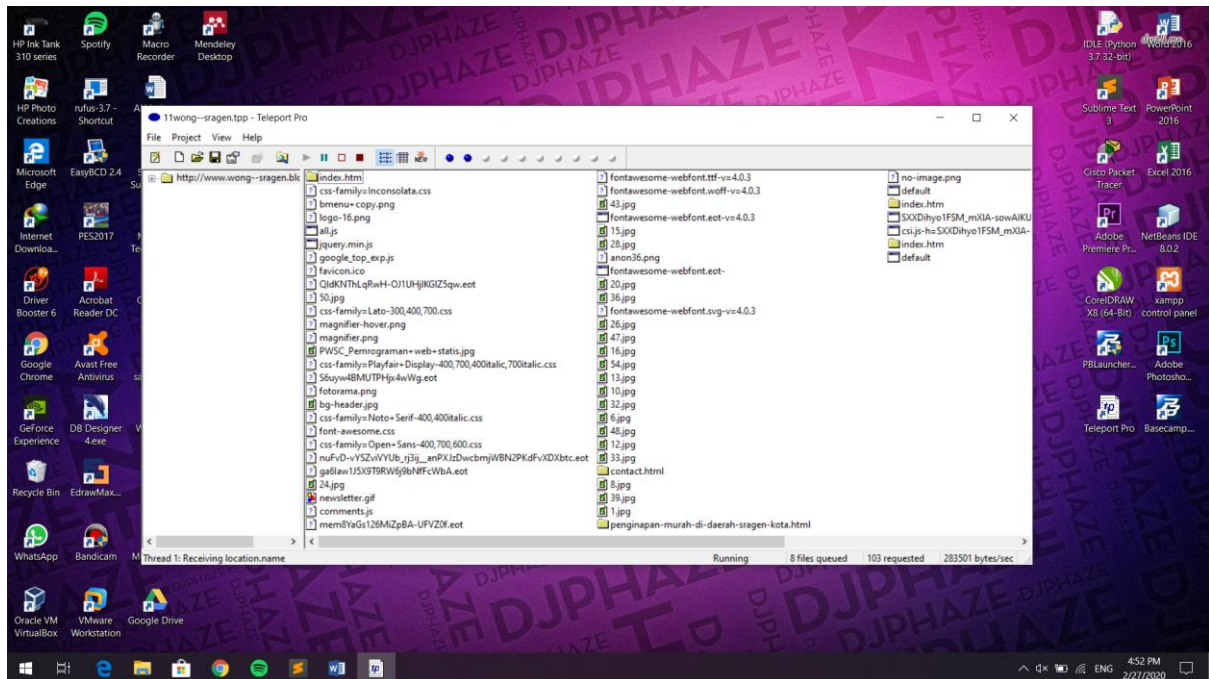 HP Ink Tank
310 series
Spotify
Macro
Recorder
Mendeley
Desktop
IDLE (Python
3.7 32-bit)
Word 2016
HP Photo
Creations
rufus-3.7 -
Shortcut
Sublime Text
3
PowerPoint
2016
Microsoft
Edge
EasyBCD 2.4
Cisco Packet
Tracer
Excel 2016
Internet
Downloa...
PES2017
Adobe
Premiere Pr...
NetBeans IDE
8.0.2
Driver
Booster 6
Acrobat
Reader DC
CorelDRAW
X8 (64-Bit)
xampp
control panel
Google
Chrome
Avast Free
Antivirus
PBLauncher...
Adobe
Photosho...
GeForce
Experience
DB Designer
4.exe
Teleport Pro
Basecamp...
Recycle Bin
EdrawMax...
WhatsApp
Bandicam
Oracle VM
VirtualBox
VMware
Workstation
Google Drive
11wong--sragen.tpp - Teleport Pro
File Project View Help
http://www.wong--sragen.blc
index.htm
css-family=Inconsolata.css
bmenu+copy.png
logo-16.png
all.js
jquery.min.js
google_top_exp.js
favicon.ico
QldKNThLqRwH-OJ1UHjlKGlZ5qw.eot
50.jpg
css-family=Lato-300,400,700.css
magnifier-hover.png
magnifier.png
PWSC_Pemrograman+web+statis.jpg
css-family=Playfair+Display-400,700,400italic,700italic.css
S6uyw4BMUTPHjx4wWg.eot
fotorama.png
bg-header.jpg
css-family=Noto+Serif-400,400italic.css
font-awesome.css
css-family=Open+Sans-400,700,600.css
nuFvD-vYSZviVYUb_rj3ij__anPXJzDwcbmjWBN2PKdFvXDXbtc.eot
ga6law1J5X9T9RW6j9bNfFcWbA.eot
24.jpg
newsletter.gif
comments.js
mem8YaGs126MiZpBA-UFVZ0f.eot
fontawesome-webfont.ttf-v=4.0.3
fontawesome-webfont.woff-v=4.0.3
43.jpg
fontawesome-webfont.eot-v=4.0.3
15.jpg
28.jpg
anon36.png
fontawesome-webfont.eot-
20.jpg
36.jpg
fontawesome-webfont.svg-v=4.0.3
26.jpg
47.jpg
16.jpg
54.jpg
13.jpg
10.jpg
32.jpg
6.jpg
48.jpg
12.jpg
33.jpg
contact.html
8.jpg
39.jpg
1.jpg
penginapan-murah-di-daerah-sragen-kota.html
no-image.png
default
index.htm
SXXDihyo1FSM_mXIA-sowAlKU
csi.js-h=SXXDihyo1FSM_mXIA-
index.htm
default
Thread 1: Receiving location.name
Running
8 files queued
103 requested
283501 bytes/sec
DJPHAZE
ENG
4:52 PM
2/27/2020